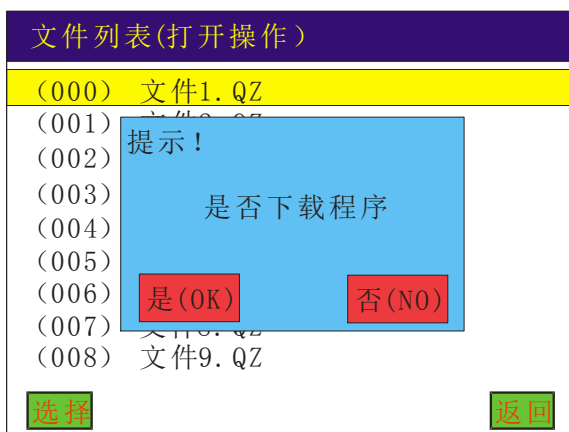 文件列表(打开操作）
（000） 文件1. QZ
（001）
（002）
（003）
（004）
（005）
（006）
（007）
（008） 文件9. QZ
提示！
是否下载程序
是(OK)
否(NO)
选择
返回